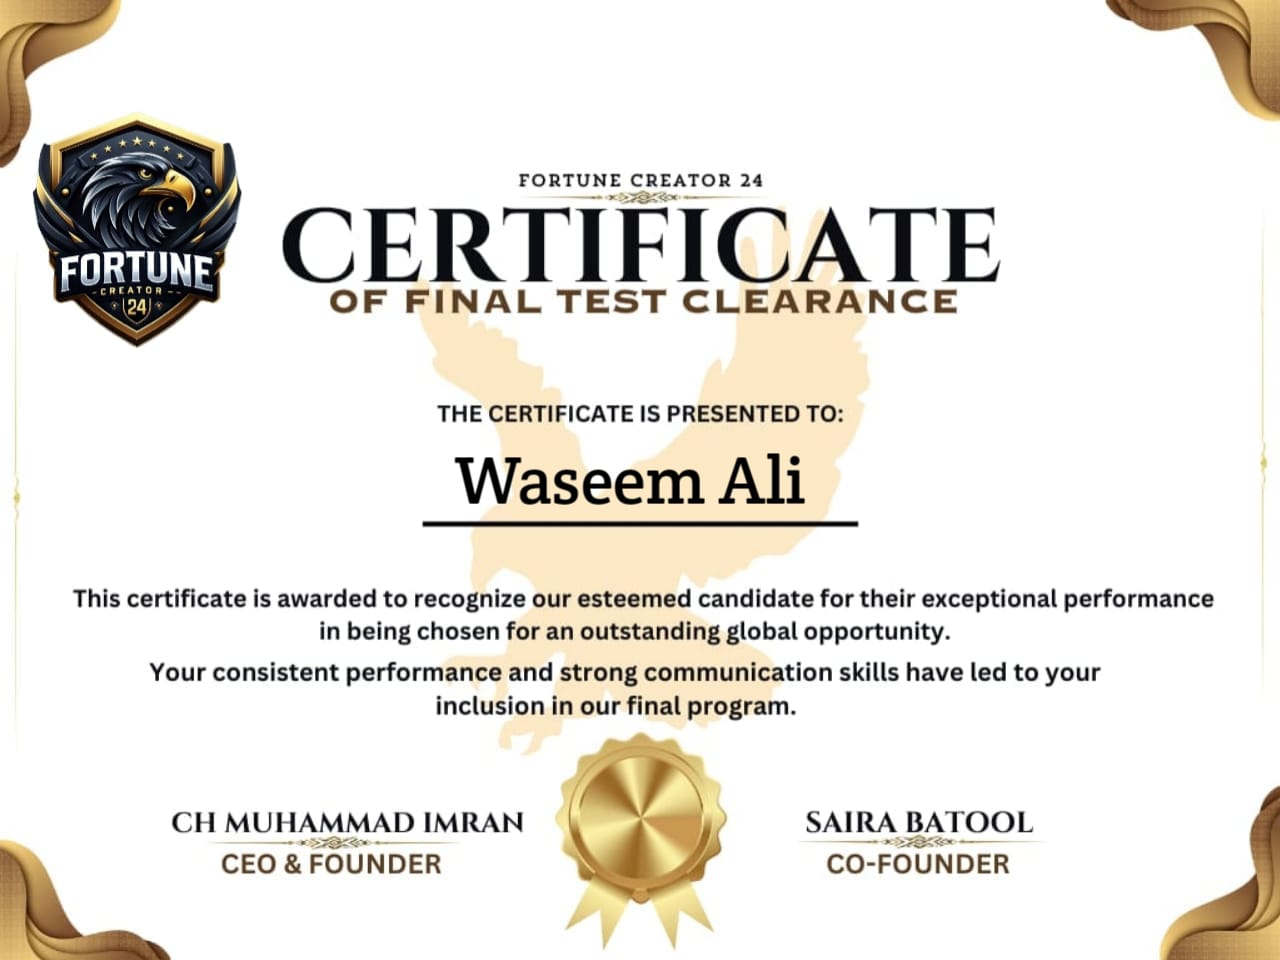 FORTUNE
CREATOR
24
FORTUNE CREATOR 24
CERTIFICATE
OF FINAL TEST CLEARANCE
THE CERTIFICATE IS PRESENTED TO:
Waseem Ali
This certificate is awarded to recognize our esteemed candidate for their exceptional performance
in being chosen for an outstanding global opportunity.
Your consistent performance and strong communication skills have led to your
inclusion in our final program.
CH MUHAMMAD IMRAN
CEO & FOUNDER
SAIRA BATOOL
CO-FOUNDER